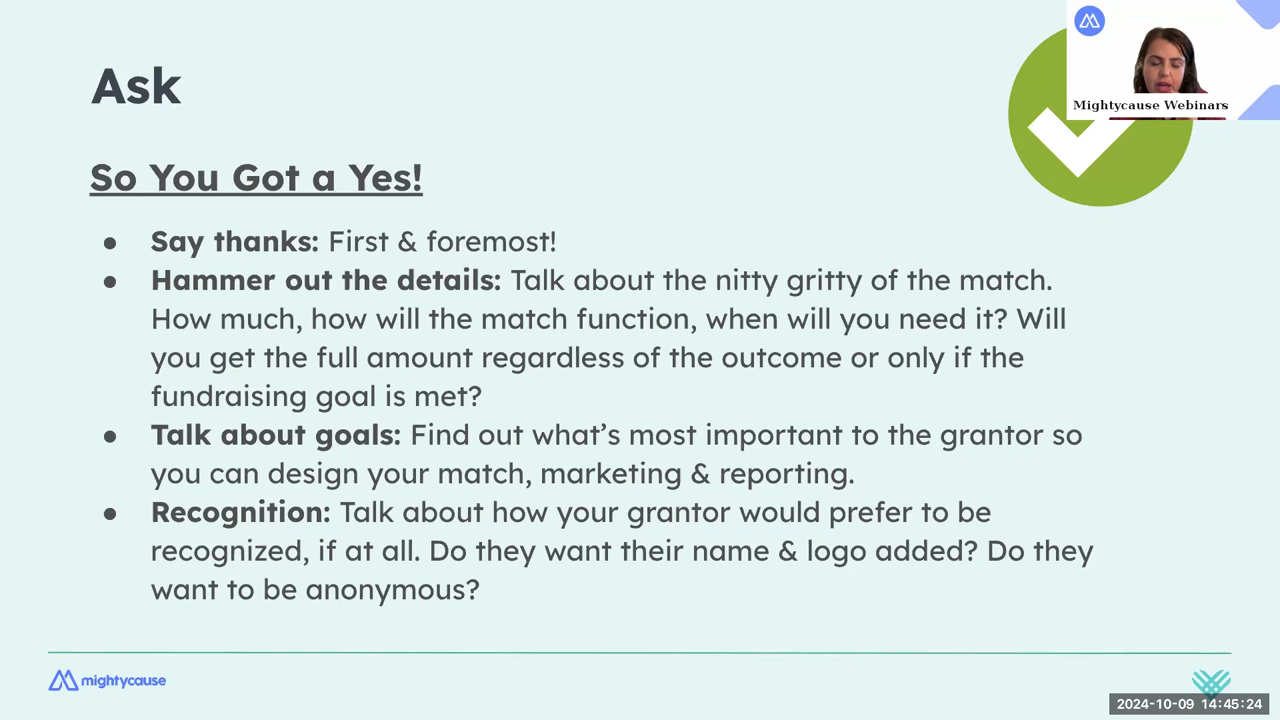 Ask
Mightycause Webinars
So You Got a Yes!
● Say thanks: First & foremost!
● Hammer out the details: Talk about the nitty gritty of the match.
How much, how will the match function, when will you need it? Will
you get the full amount regardless of the outcome or only if the
fundraising goal is met?
● Talk about goals: Find out what’s most important to the grantor so
you can design your match, marketing & reporting.
● Recognition: Talk about how your grantor would prefer to be
recognized, if at all. Do they want their name & logo added? Do they
want to be anonymous?
mightycause
2024-10-09 14:45:24